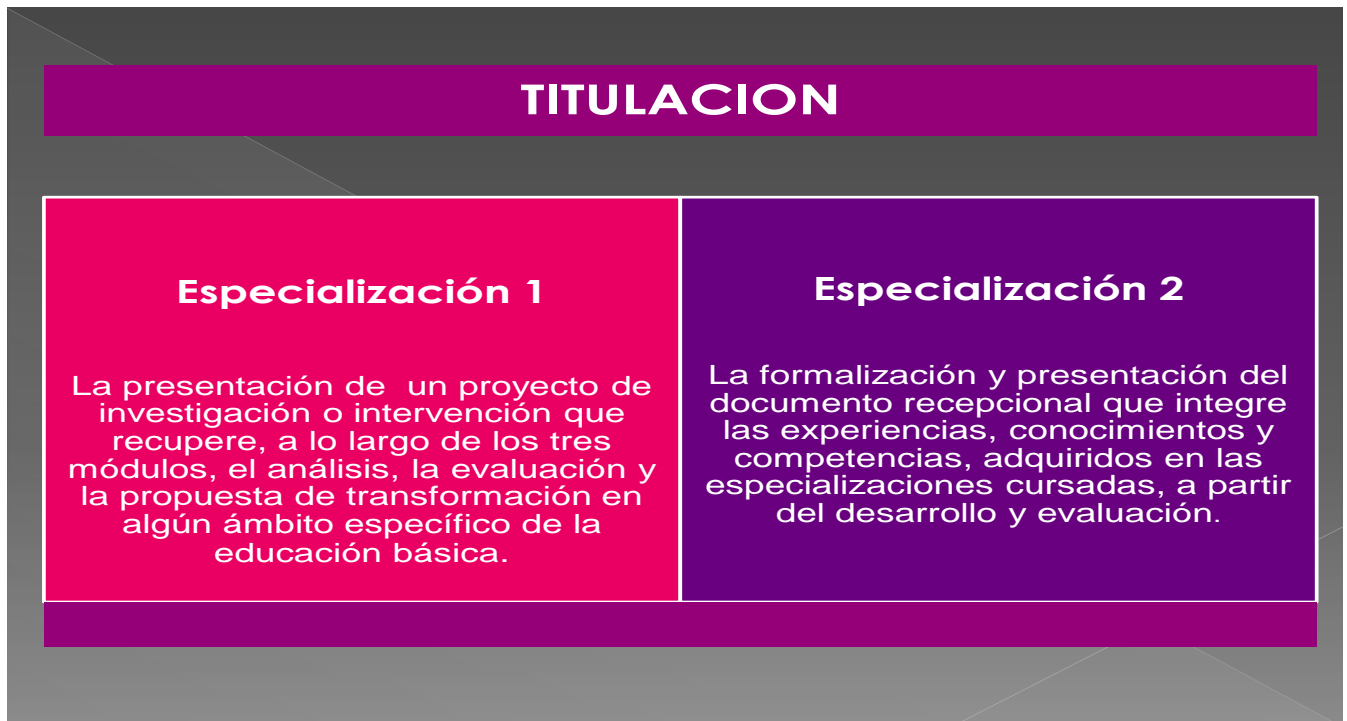 TITULACION
Especialización 1
La presentación de  un proyecto de
investigación o intervención que
recupere, a lo largo de los tres
módulos, el análisis, la evaluación y
la propuesta de transformación en
algún ámbito específico de la
educación básica.
Especialización 2
La formalización y presentación del
documento recepcional que integre
las experiencias, conocimientos y
competencias, adquiridos en las
especializaciones cursadas, a partir
del desarrollo y evaluación.